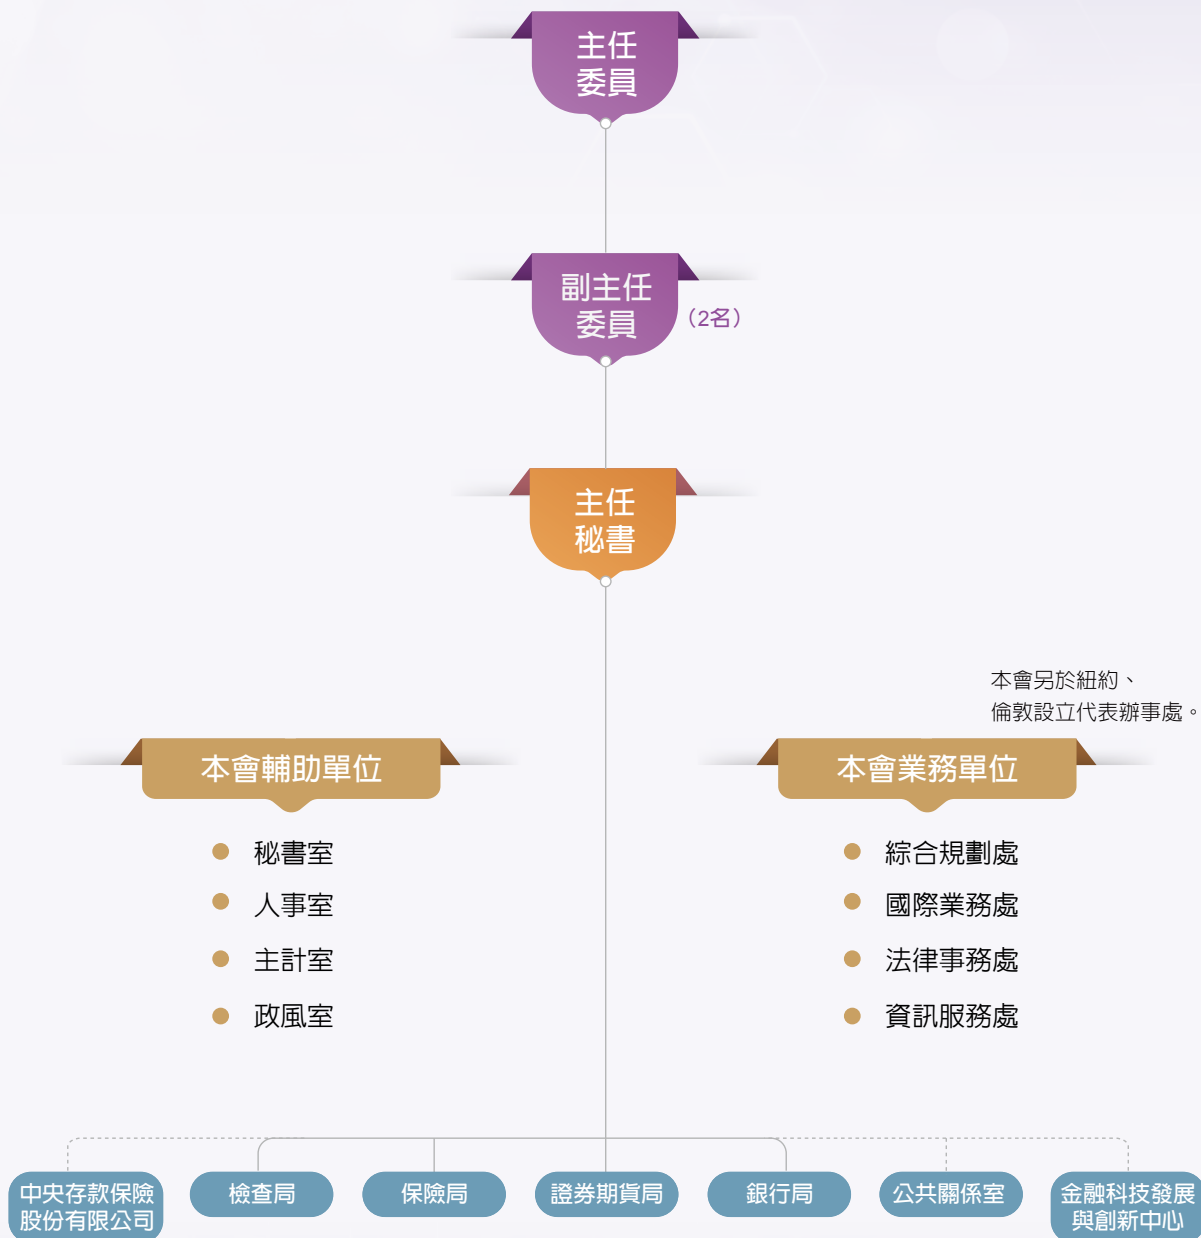 主任
委員
副主任
委員
（2名）
主任
秘書
本會另於紐約、
倫敦設立代表辦事處。
本會輔助單位
秘書室
人事室
主計室
政風室
本會業務單位
綜合規劃處
國際業務處
法律事務處
資訊服務處
中央存款保險
股份有限公司
檢查局
保險局
證券期貨局
銀行局
公共關係室
金融科技發展
與創新中心